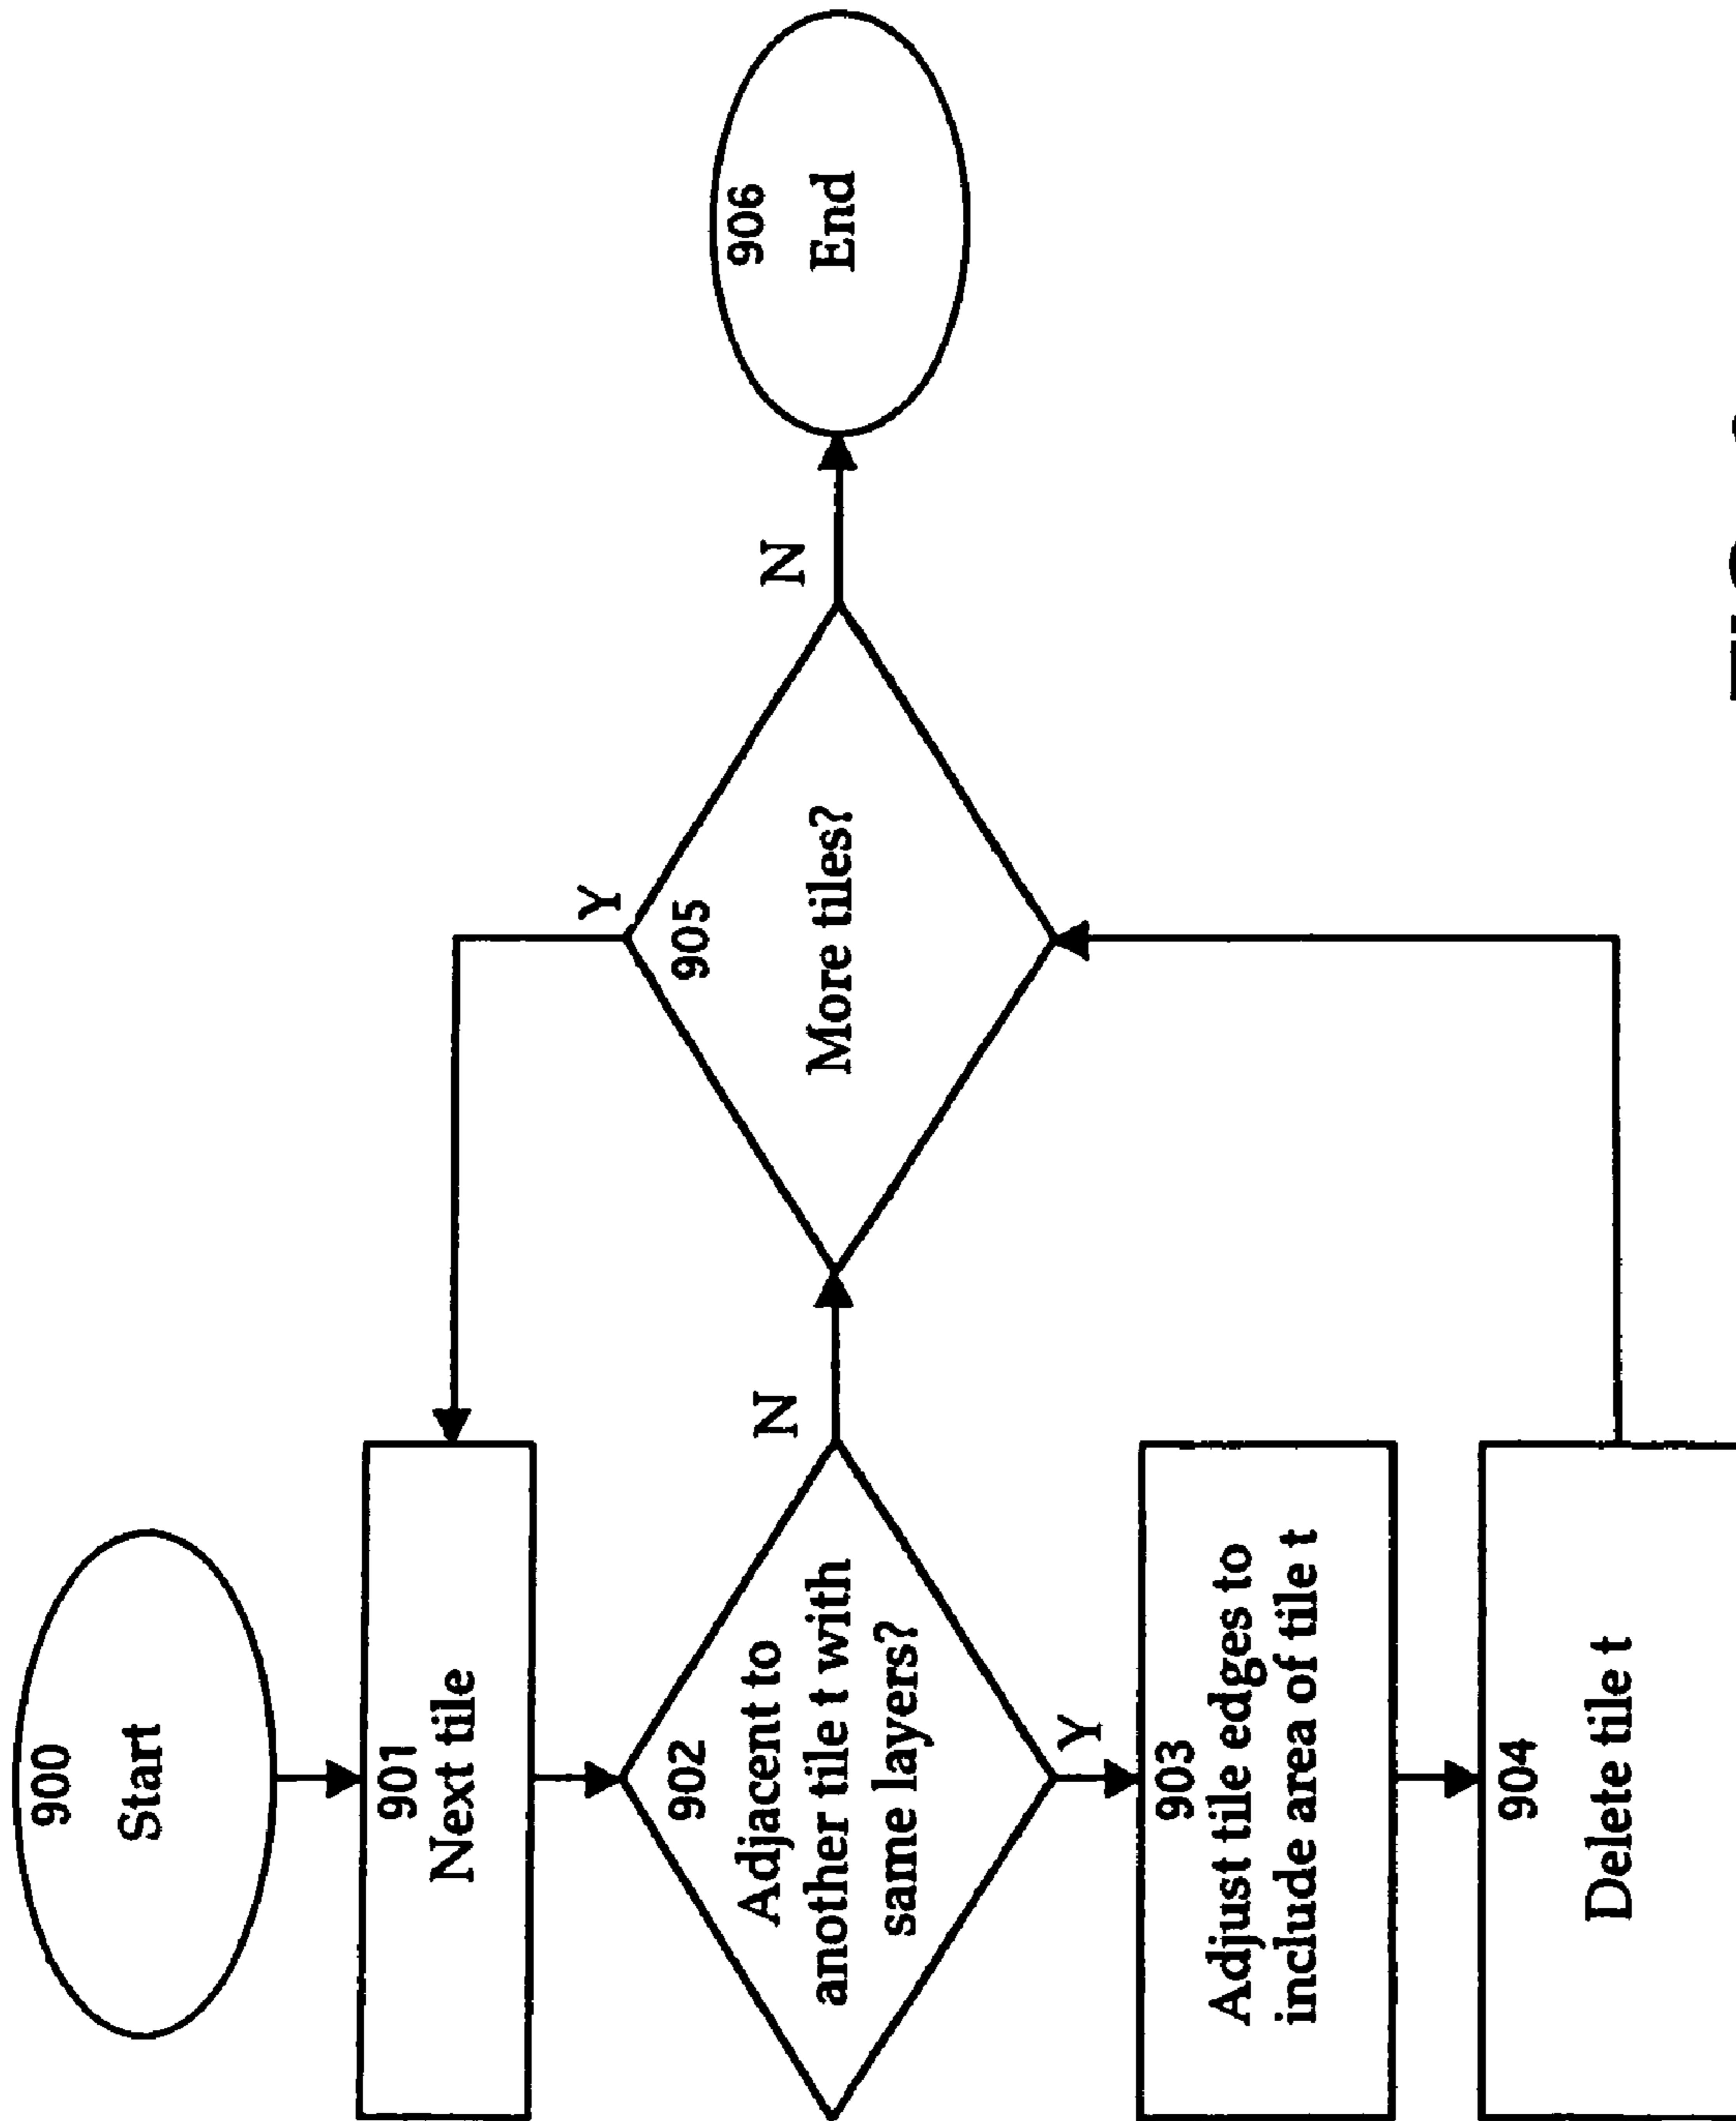 900
Start
901
Next tile
902
Adjacent to
another tile t with
same layers?
N
Y
903
Adjust tile edges to
include area of tile t
904
Delete tile t
905
More tiles?
Y
N
906
End